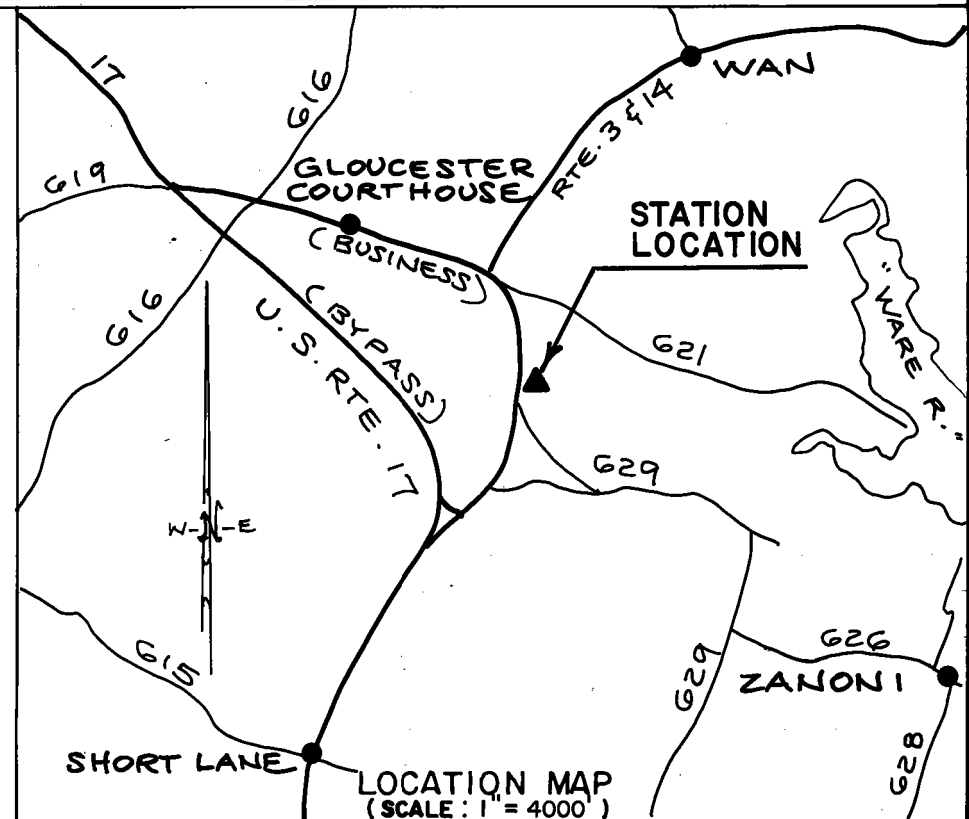 17
616
WAN
RTE. 3 & 14
619
GLOUCESTER
COURTHOUSE
(BUSINESS)
STATION
LOCATION
"WARE R."
616
(BYPASS)
U.S. RTE. 17
621
629
W-N-E
615
629
626
ZANONI
628
SHORT LANE
LOCATION MAP
(SCALE: 1" = 4000')